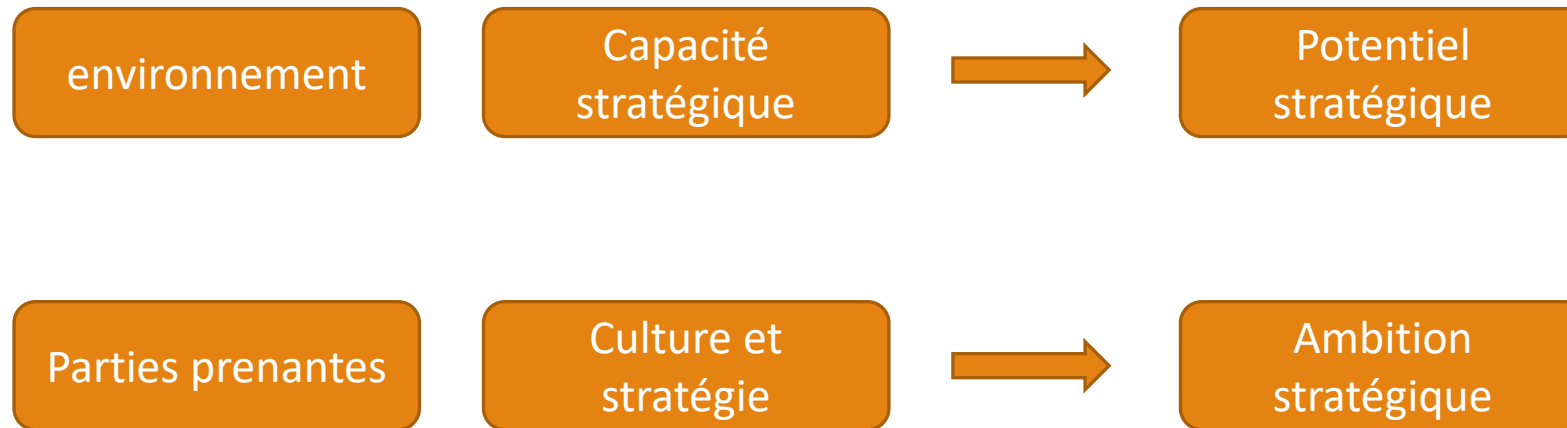 environnement
Capacité
stratégique
Potentiel
stratégique
Parties prenantes
Culture et
stratégie
Ambition
stratégique